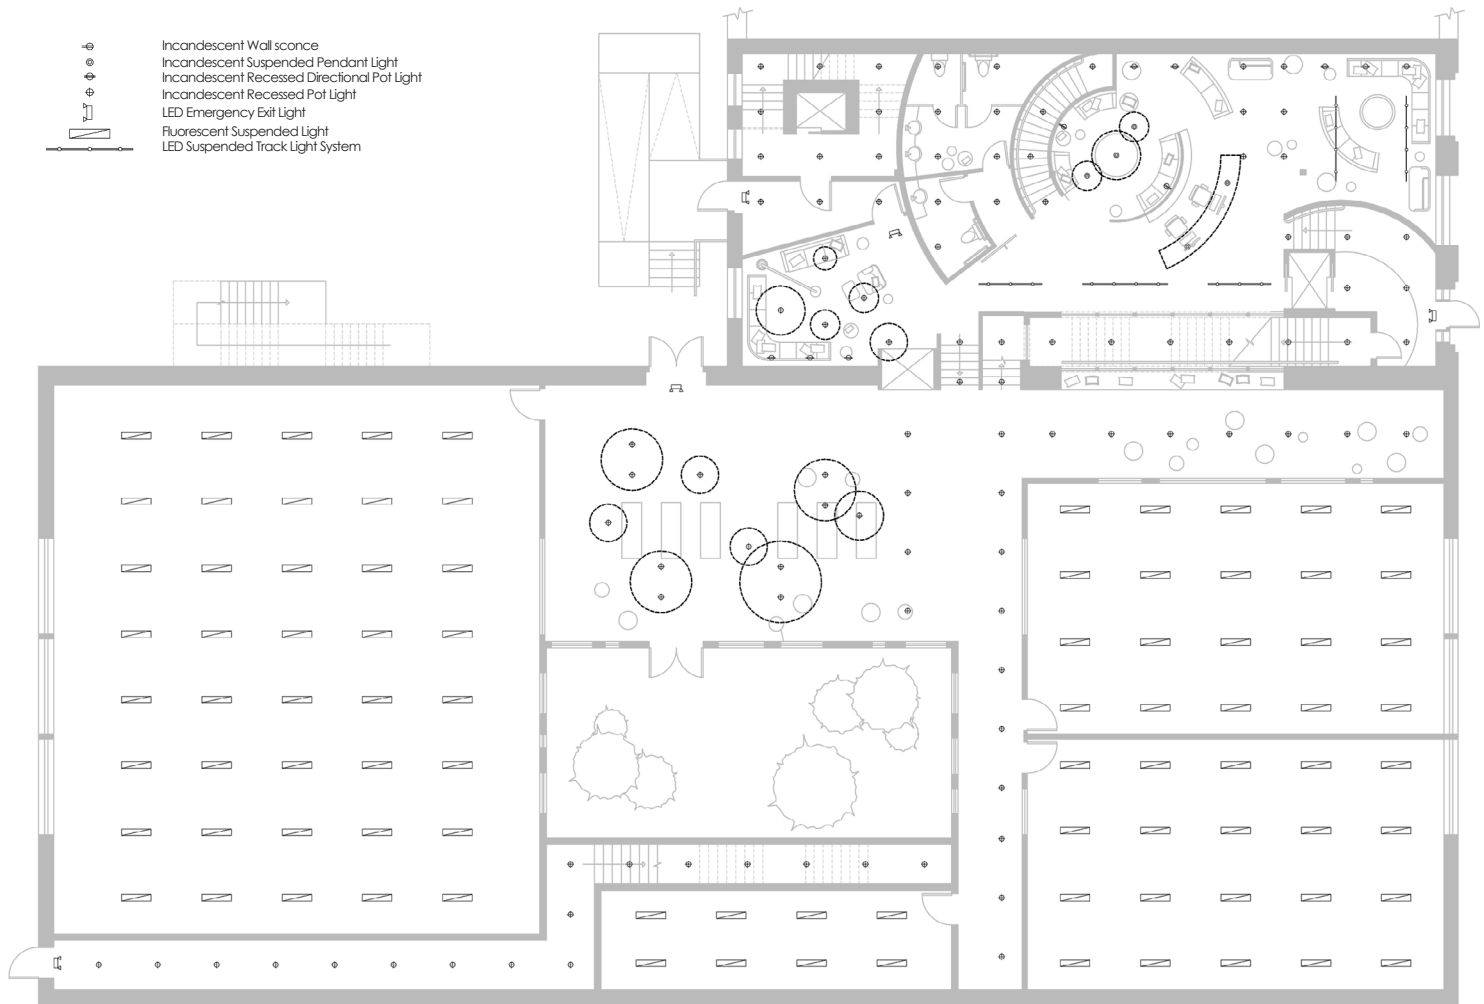 Incandescent Wall sconce
Incandescent Suspended Pendant Light
Incandescent Recessed Directional Pot Light
Incandescent Recessed Pot Light
LED Emergency Exit Light
Fluorescent Suspended Light
LED Suspended Track Light System